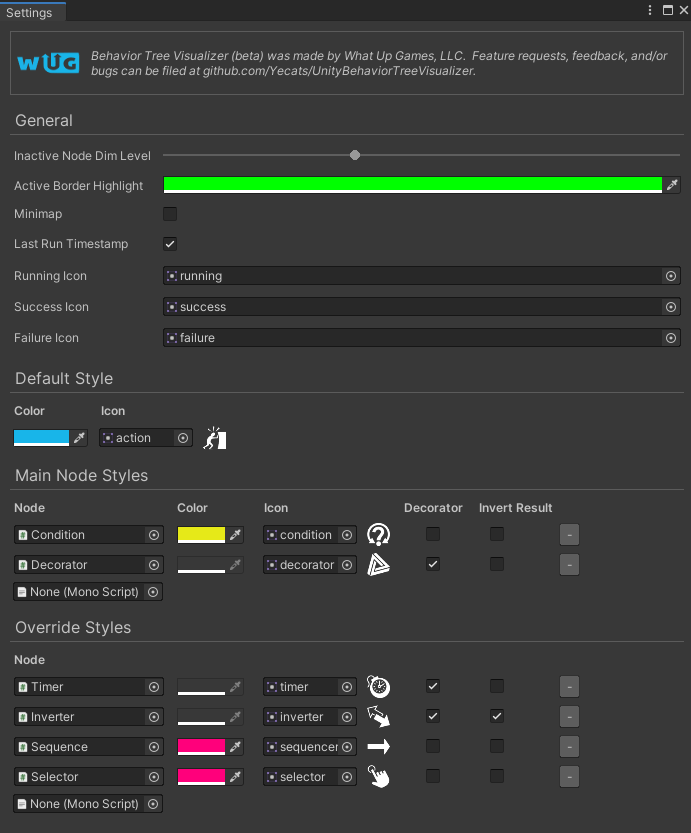 Settings
WUG
Behavior Tree Visualizer (beta) was made by What Up Games, LLC.  Feature requests, feedback, and/or
bugs can be filed at github.com/Yecats/UnityBehaviorTreeVisualizer.
General
Inactive Node Dim Level
Active Border Highlight
Minimap
Last Run Timestamp
Running Icon running
Success Icon success
Failure Icon failure
Default Style
Color Icon
action
Main Node Styles
Node Color Icon Decorator Invert Result
# Condition condition -
# Decorator decorator -
None (Mono Script)
Override Styles
Node
# Timer timer -
# Inverter inverter -
# Sequence sequencer -
# Selector selector -
None (Mono Script)